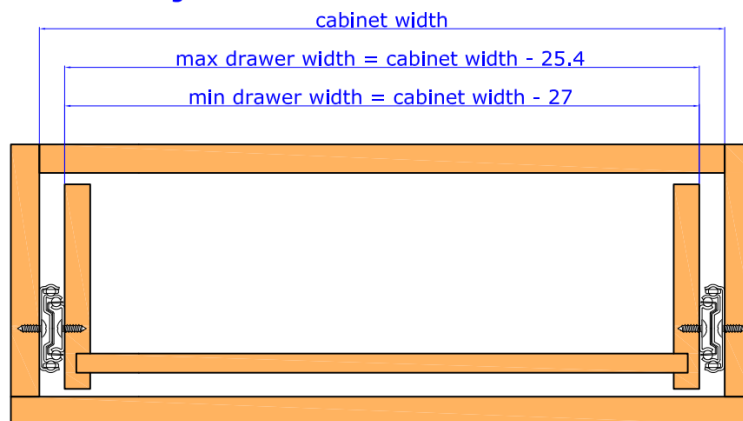 cabinet width
max drawer width = cabinet width - 25.4
min drawer width = cabinet width - 27